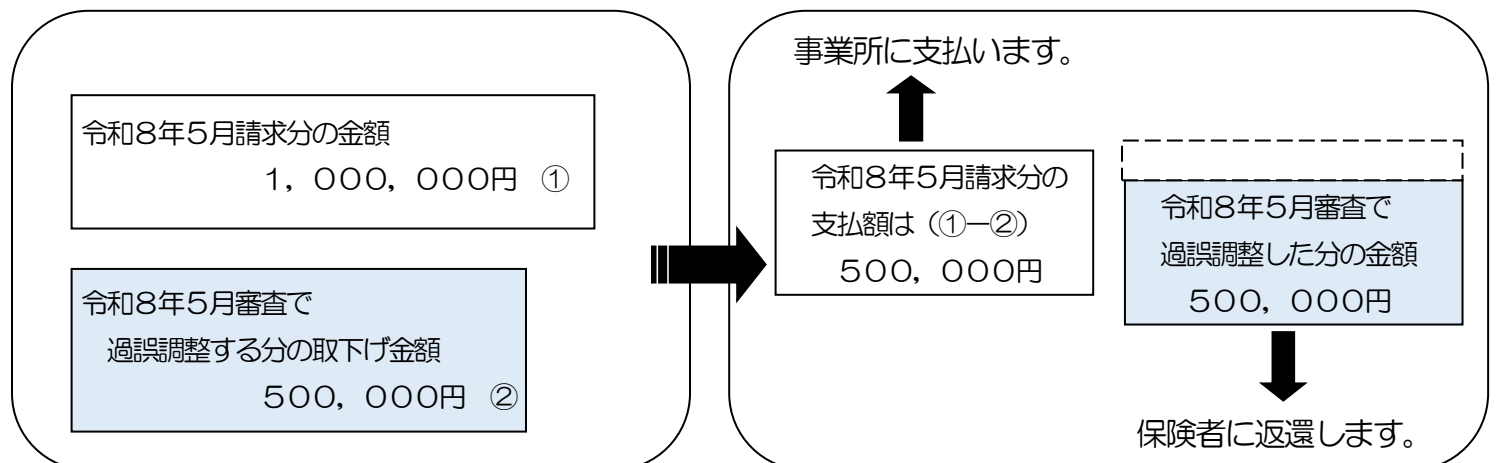 令和8年5月請求分の金額
1，000，000円 ①
令和8年5月審査で
過誤調整する分の取下げ金額
500，000円 ②
事業所に支払います。
令和8年5月請求分の
支払額は（①－②）
500，000円
令和8年5月審査で
過誤調整した分の金額
500，000円
保険者に返還します。